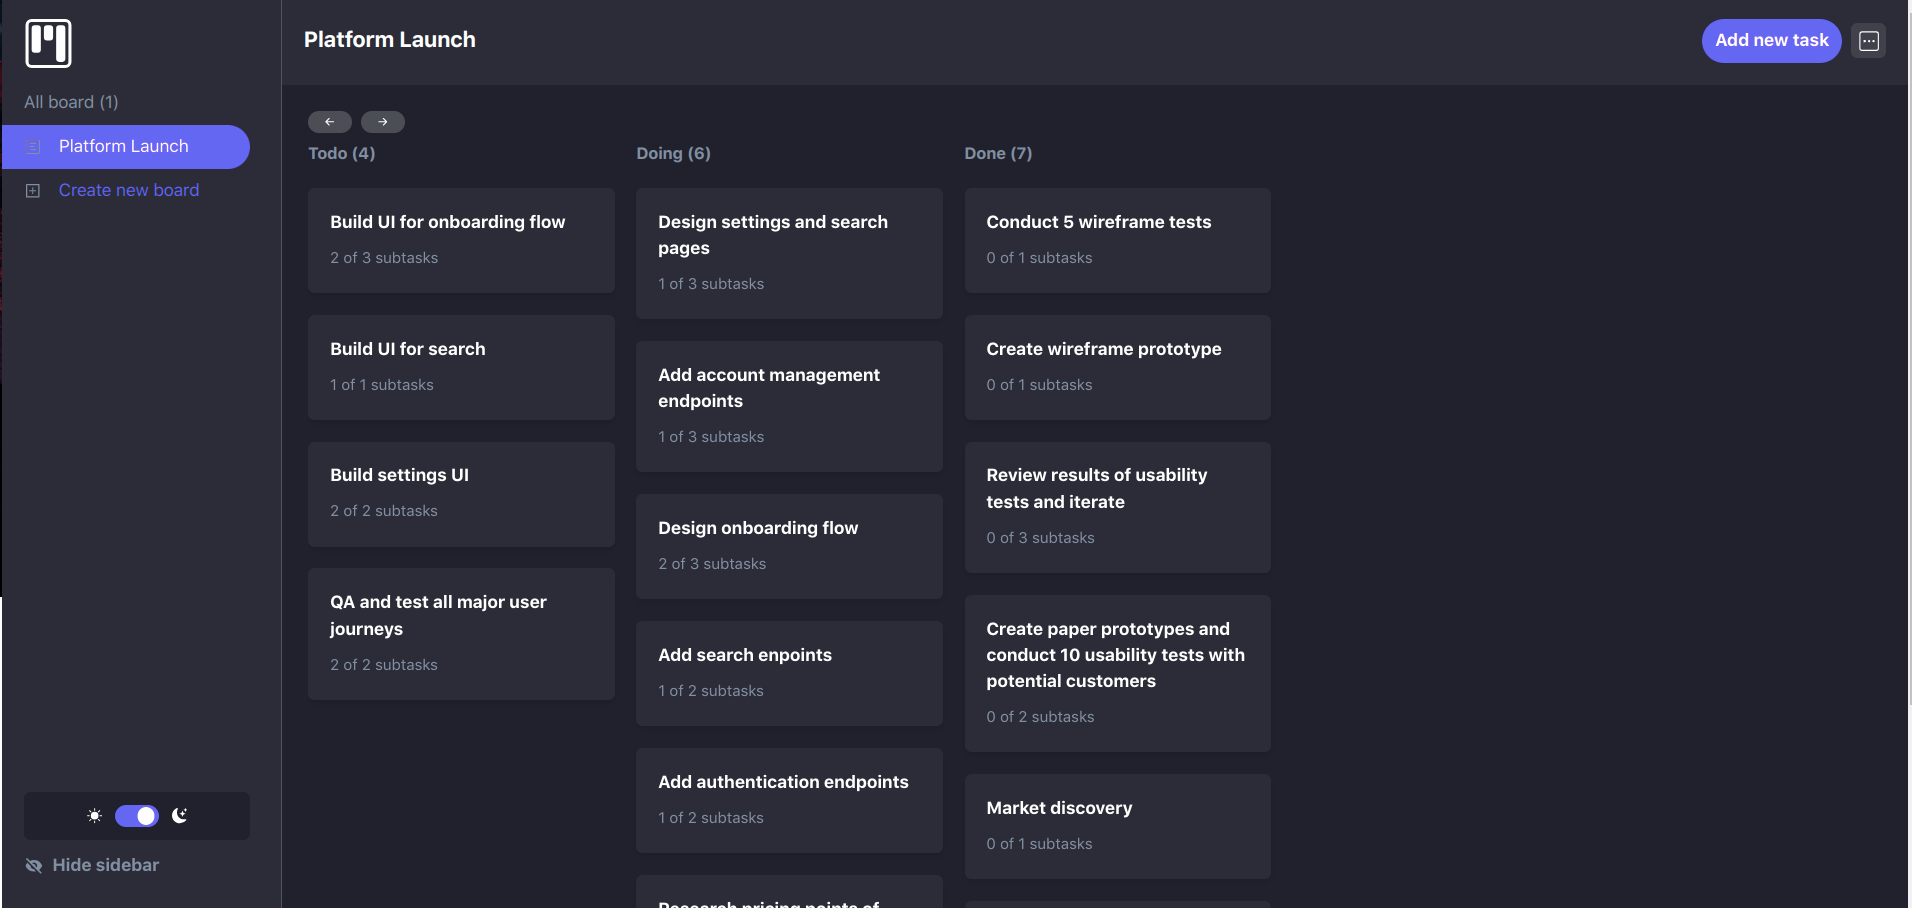 All board (1)
Platform Launch
Create new board
Hide sidebar
Platform Launch
Add new task
Todo (4)
Build UI for onboarding flow
2 of 3 subtasks
Build UI for search
1 of 1 subtasks
Build settings UI
2 of 2 subtasks
QA and test all major user
journeys
2 of 2 subtasks
Doing (6)
Design settings and search
pages
1 of 3 subtasks
Add account management
endpoints
1 of 3 subtasks
Design onboarding flow
2 of 3 subtasks
Add search enpoints
1 of 2 subtasks
Add authentication endpoints
1 of 2 subtasks
Research pricing points of
Done (7)
Conduct 5 wireframe tests
0 of 1 subtasks
Create wireframe prototype
0 of 1 subtasks
Review results of usability
tests and iterate
0 of 3 subtasks
Create paper prototypes and
conduct 10 usability tests with
potential customers
0 of 2 subtasks
Market discovery
0 of 1 subtasks